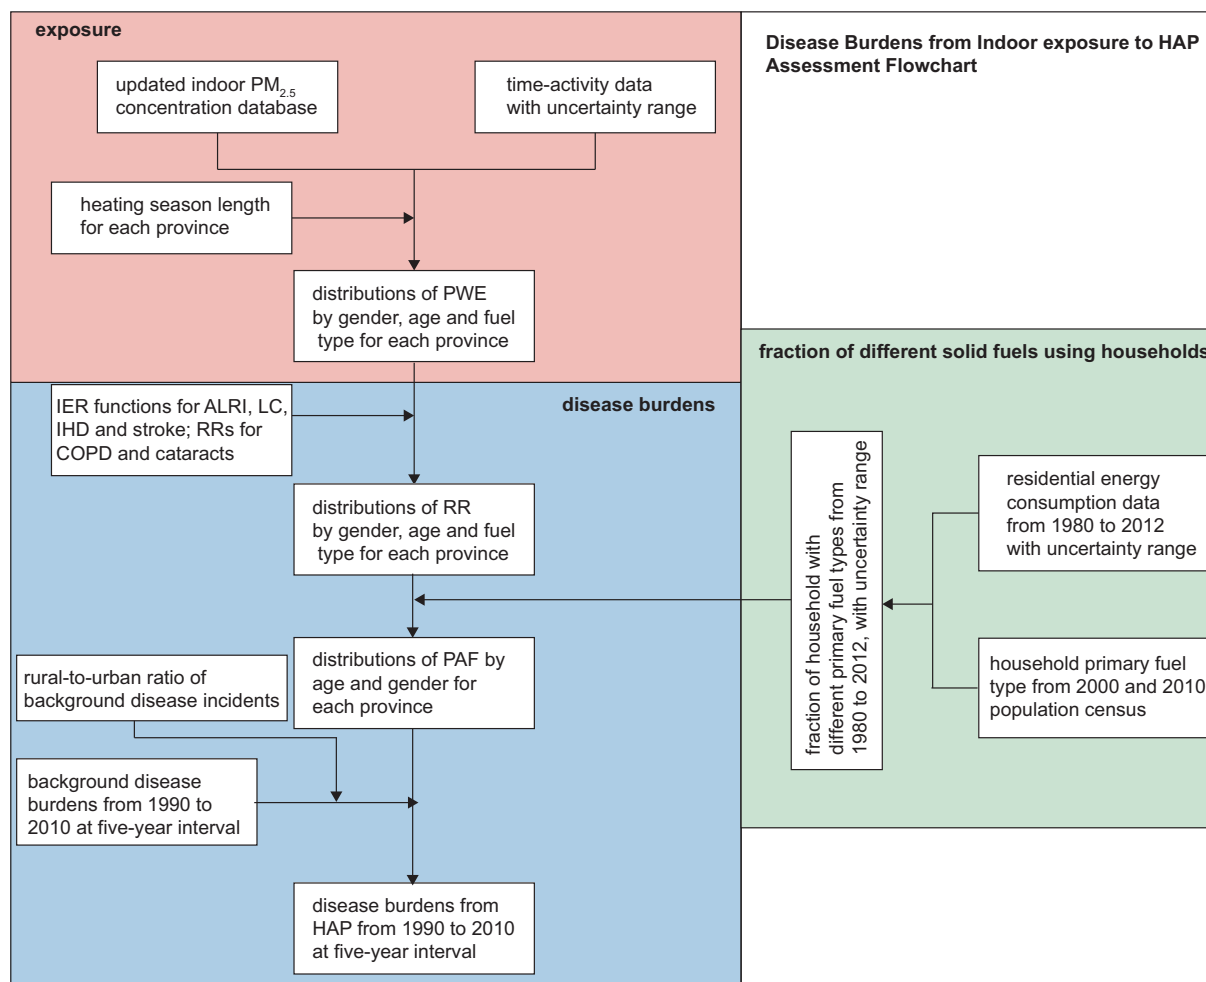 exposure
updated indoor PM2.5
concentration database
time-activity data
with uncertainty range
heating season length
for each province
distributions of PWE
by gender, age and fuel
type for each province
Disease Burdens from Indoor exposure to HAP
Assessment Flowchart
disease burdens
IER functions for ALRI, LC,
IHD and stroke; RRs for
COPD and cataracts
distributions of RR
by gender, age and fuel
type for each province
distributions of PAF by
age and gender for
each province
rural-to-urban ratio of
background disease incidents
background disease
burdens from 1990 to
2010 at five-year interval
disease burdens from
HAP from 1990 to 2010
at five-year interval
fraction of different solid fuels using households
fraction of household with
different primary fuel types from
1980 to 2012, with uncertainty range
residential energy
consumption data
from 1980 to 2012
with uncertainty range
household primary fuel
type from 2000 and 2010
population census